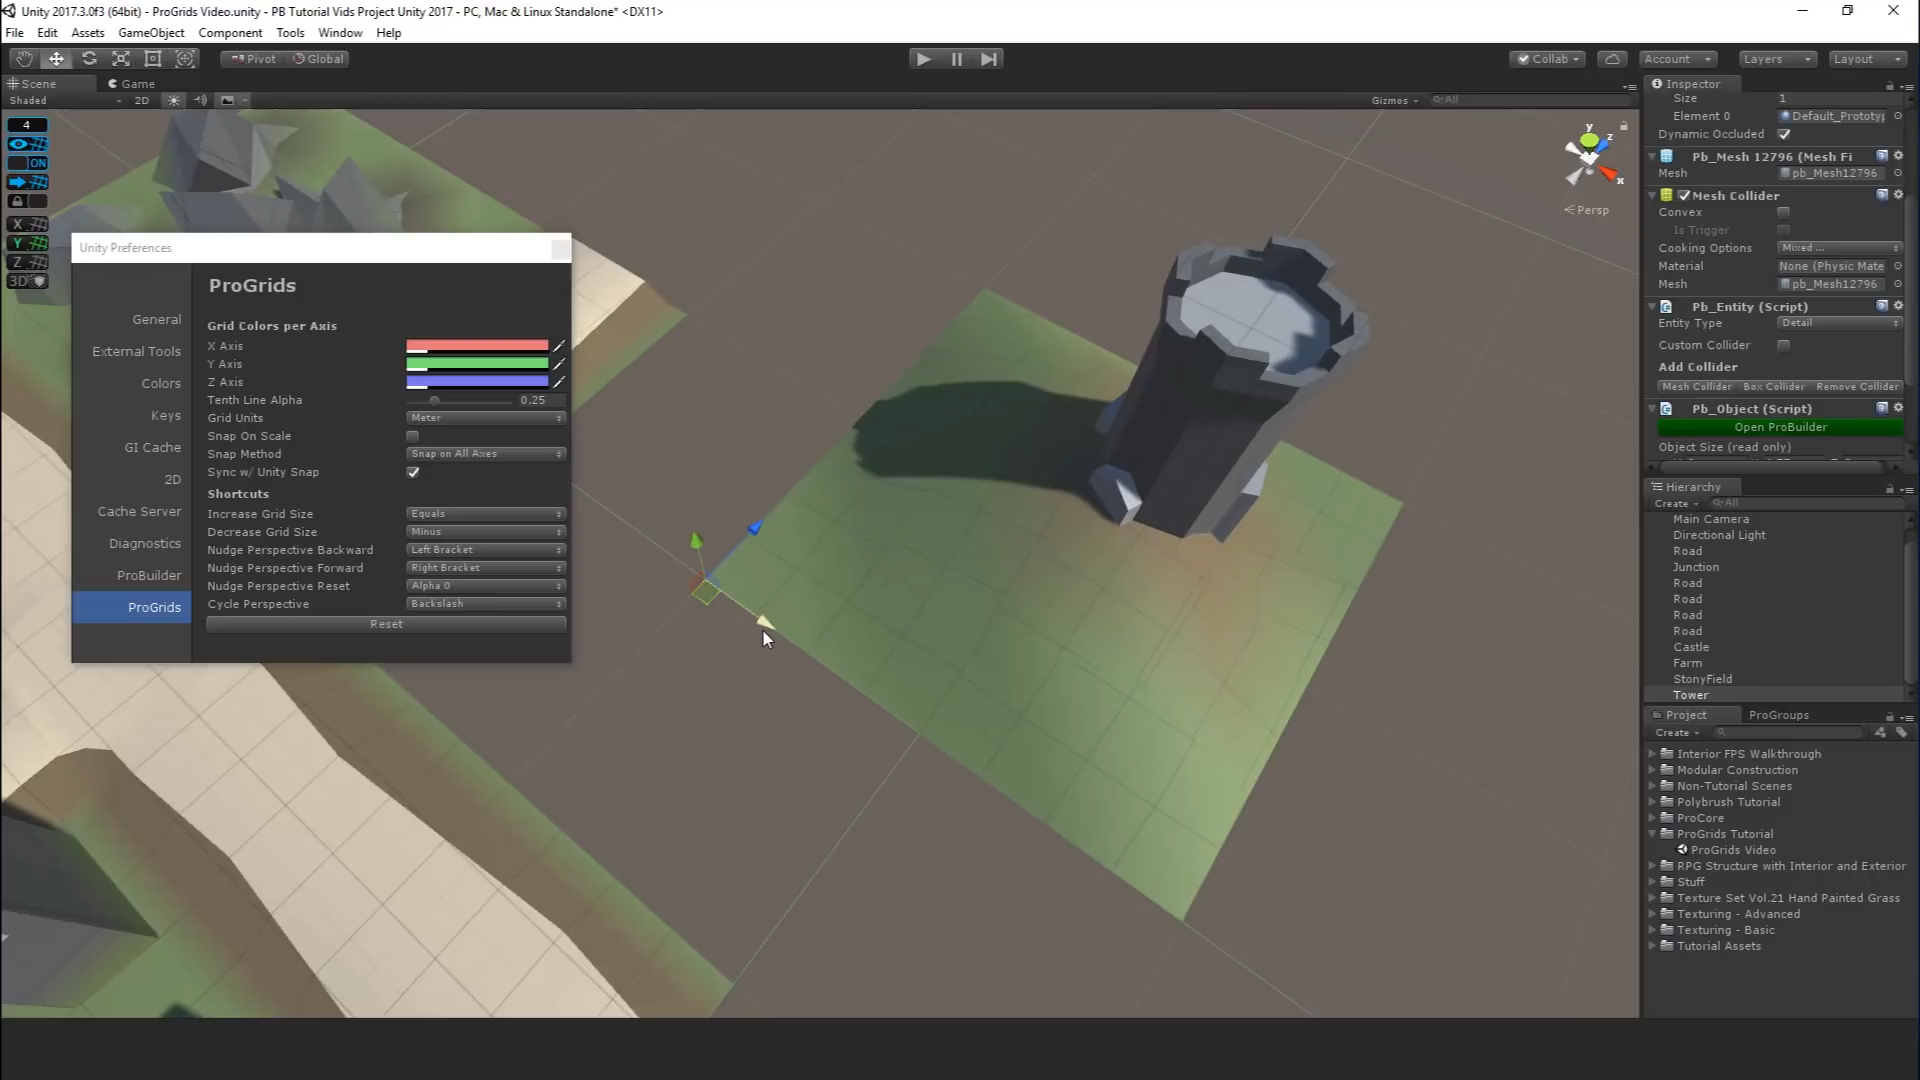 Unity 2017.3.0f3 (64bit) - ProGrids Video.unity - PB Tutorial Vids Project Unity 2017 - PC, Mac & Linux Standalone* <DX11>
File Edit Assets GameObject Component Tools Window Help
Pivot Global Collab Account Layers Layout
Scene Game
Shaded 2D Gizmos All
4
ON
X
Y
Z
3D
y
z
x
Persp
Unity Preferences
General
External Tools
Colors
Keys
GI Cache
2D
Cache Server
Diagnostics
ProBuilder
ProGrids
ProGrids
Grid Colors per Axis
X Axis
Y Axis
Z Axis
Tenth Line Alpha 0.25
Grid Units Meter
Snap On Scale
Snap Method Snap on All Axes
Sync w/ Unity Snap
Shortcuts
Increase Grid Size Equals
Decrease Grid Size Minus
Nudge Perspective Backward Left Bracket
Nudge Perspective Forward Right Bracket
Nudge Perspective Reset Alpha 0
Cycle Perspective Backslash
Reset
Inspector
Size 1
Element 0 Default_Prototyp
Dynamic Occluded
Pb_Mesh 12796 (Mesh Fi
Mesh pb_Mesh12796
Mesh Collider
Convex
Is Trigger
Cooking Options Mixed ...
Material None (Physic Mate
Mesh pb_Mesh12796
Pb_Entity (Script)
Entity Type Detail
Custom Collider
Add Collider
Mesh Collider Box Collider Remove Collider
Pb_Object (Script)
Open ProBuilder
Object Size (read only)
Hierarchy
Create All
Main Camera
Directional Light
Road
Junction
Road
Road
Road
Road
Castle
Farm
StonyField
Tower
Project ProGroups
Create
Interior FPS Walkthrough
Modular Construction
Non-Tutorial Scenes
Polybrush Tutorial
ProCore
ProGrids Tutorial
ProGrids Video
RPG Structure with Interior and Exterior
Stuff
Texture Set Vol.21 Hand Painted Grass
Texturing - Advanced
Texturing - Basic
Tutorial Assets